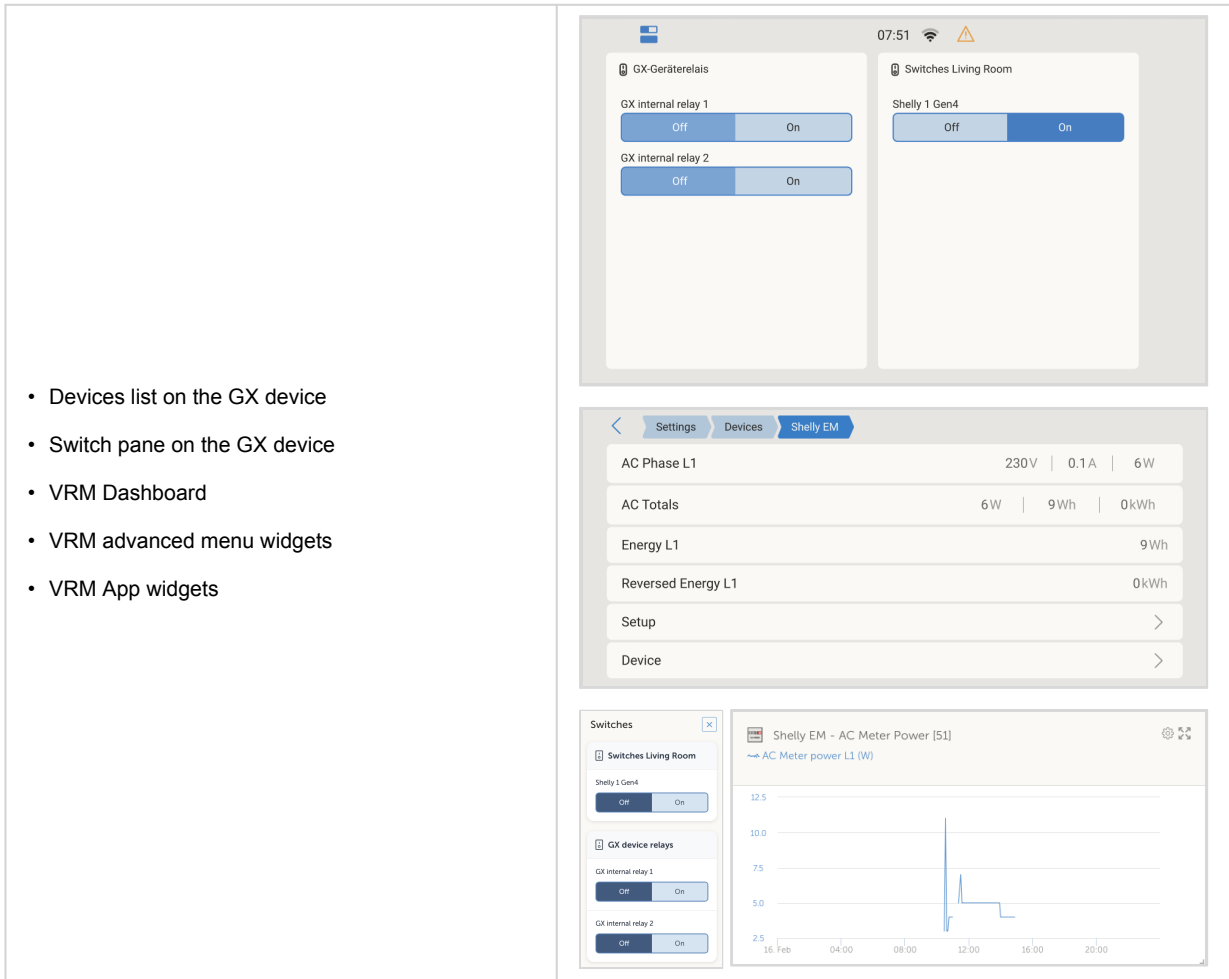 • Devices list on the GX device
• Switch pane on the GX device
• VRM Dashboard
• VRM advanced menu widgets
• VRM App widgets
07:51
GX-Geräterelais
GX internal relay 1
Off On
GX internal relay 2
Off On
Switches Living Room
Shelly 1 Gen4
Off On
Settings Devices Shelly EM
AC Phase L1 230V 0.1A 6W
AC Totals 6W 9Wh 0kWh
Energy L1 9Wh
Reversed Energy L1 0kWh
Setup
Device
Switches
Switches Living Room
Shelly 1 Gen4
Off On
GX device relays
GX internal relay 1
Off On
GX internal relay 2
Off On
Shelly EM - AC Meter Power [51]
AC Meter power L1 (W)
12.5
10.0
7.5
5.0
2.5
16. Feb 04:00 08:00 12:00 16:00 20:00